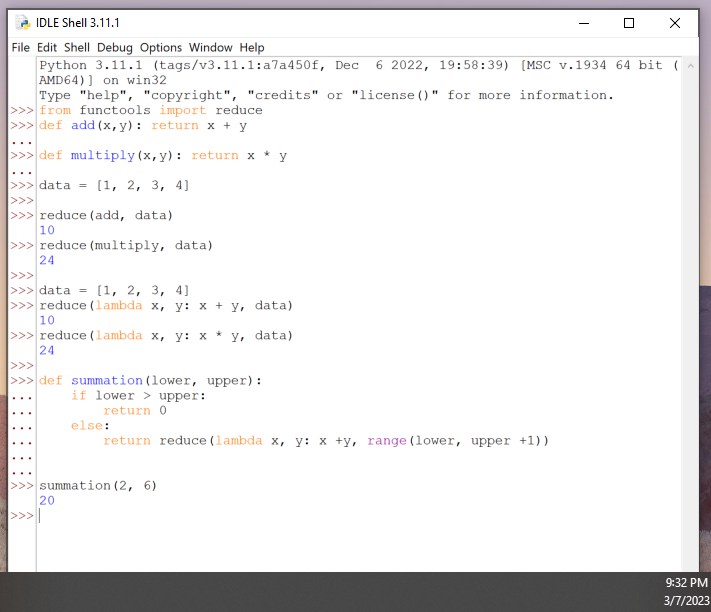 IDLE Shell 3.11.1
File Edit Shell Debug Options Window Help
Python 3.11.1 (tags/v3.11.1:a7a450f, Dec  6 2022, 19:58:39) [MSC v.1934 64 bit (
AMD64)] on win32
Type "help", "copyright", "credits" or "license()" for more information.
>>> from functools import reduce
>>> def add(x,y): return x + y
...
>>> def multiply(x,y): return x * y
...
>>> data = [1, 2, 3, 4]
>>>
>>> reduce(add, data)
10
>>> reduce(multiply, data)
24
>>>
>>> data = [1, 2, 3, 4]
>>> reduce(lambda x, y: x + y, data)
10
>>> reduce(lambda x, y: x * y, data)
24
>>>
>>> def summation(lower, upper):
...     if lower > upper:
...         return 0
...     else:
...         return reduce(lambda x, y: x +y, range(lower, upper +1))
...
...
>>> summation(2, 6)
20
>>>
9:32 PM
3/7/2023